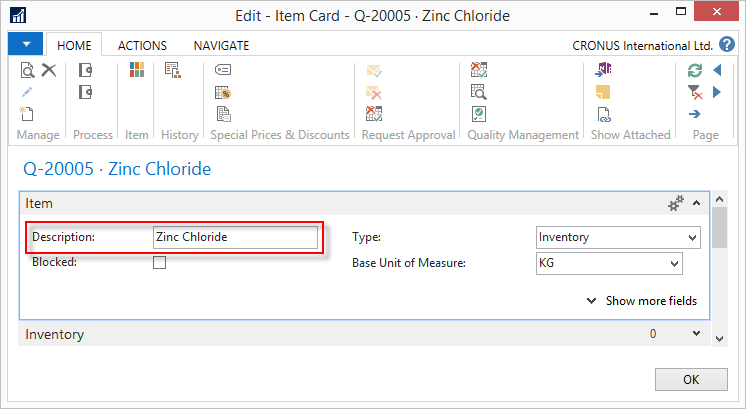 Edit - Item Card - Q-20005 · Zinc Chloride
HOME ACTIONS NAVIGATE CRONUS International Ltd.
Manage Process Item History Special Prices & Discounts Request Approval Quality Management Show Attached Page
Q-20005 · Zinc Chloride
Item
Description: Zinc Chloride Type: Inventory
Blocked: Base Unit of Measure: KG
Show more fields
Inventory 0
OK